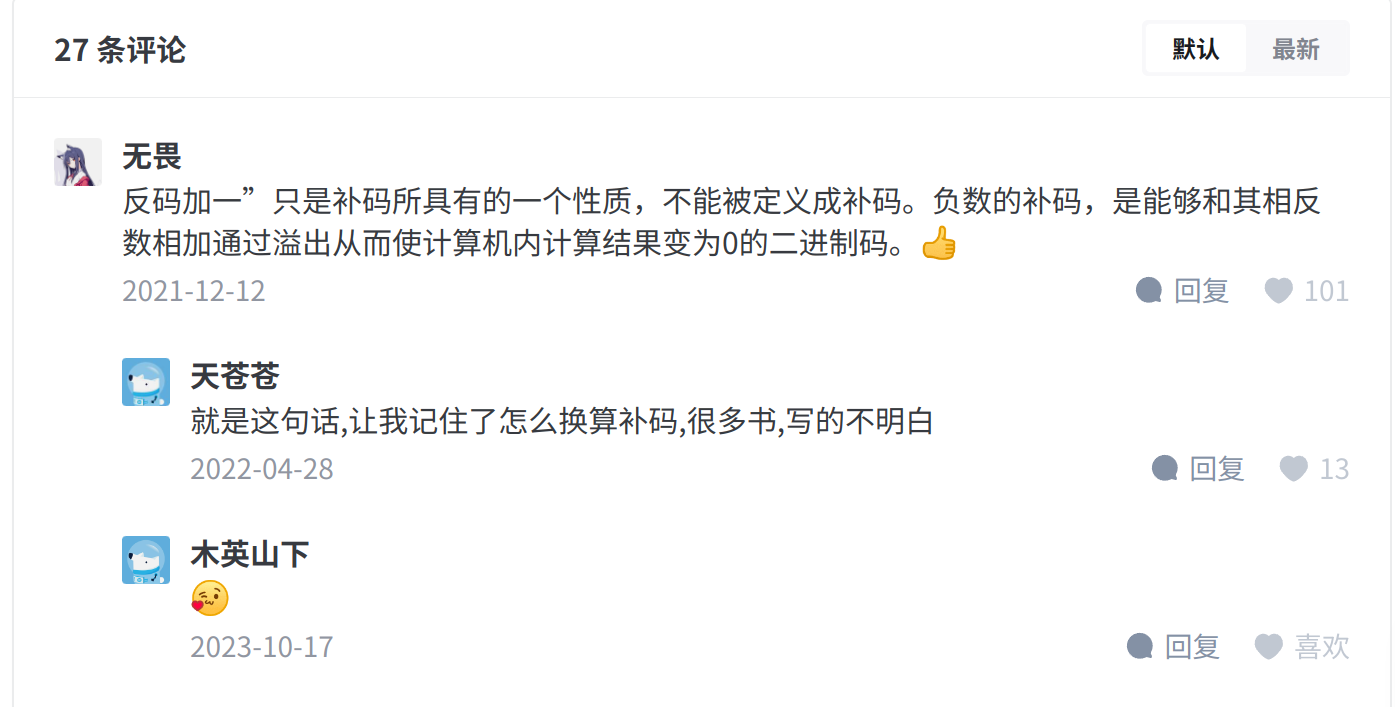 27 条评论
默认
最新
无畏
反码加一”只是补码所具有的一个性质，不能被定义成补码。负数的补码，是能够和其相反
数相加通过溢出从而使计算机内计算结果变为0的二进制码。👍
2021-12-12
回复
101
天苍苍
就是这句话,让我记住了怎么换算补码,很多书,写的不明白
2022-04-28
回复
13
木英山下
2023-10-17
回复
喜欢